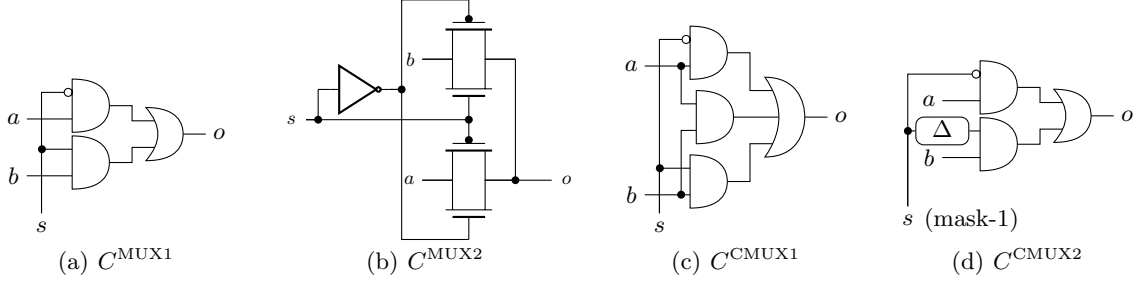 a
b
s
o
(a) C^MUX1
b
s
a
o
(b) C^MUX2
a
b
s
o
(c) C^CMUX1
a
Δ
b
o
s (mask-1)
(d) C^CMUX2